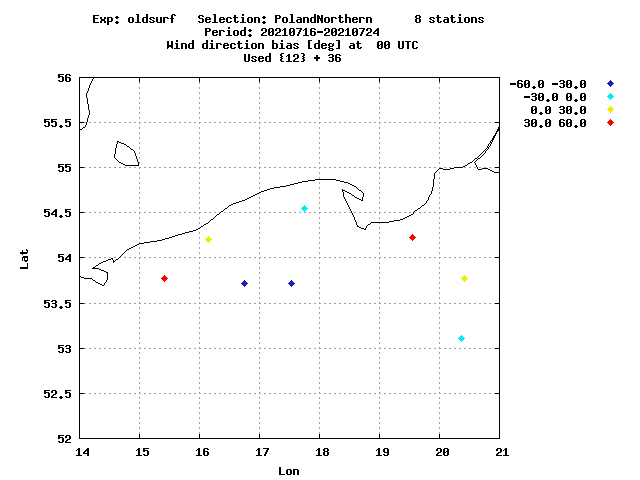 Exp: oldsurf   Selection: PolandNorthern      8 stations
Period: 20210716-20210724
Wind direction bias [deg] at  00 UTC
Used {12} + 36
-60.0 -30.0
-30.0 0.0
0.0 30.0
30.0 60.0
56
55.5
55
54.5
54
53.5
53
52.5
52
Lat
14 15 16 17 18 19 20 21
Lon